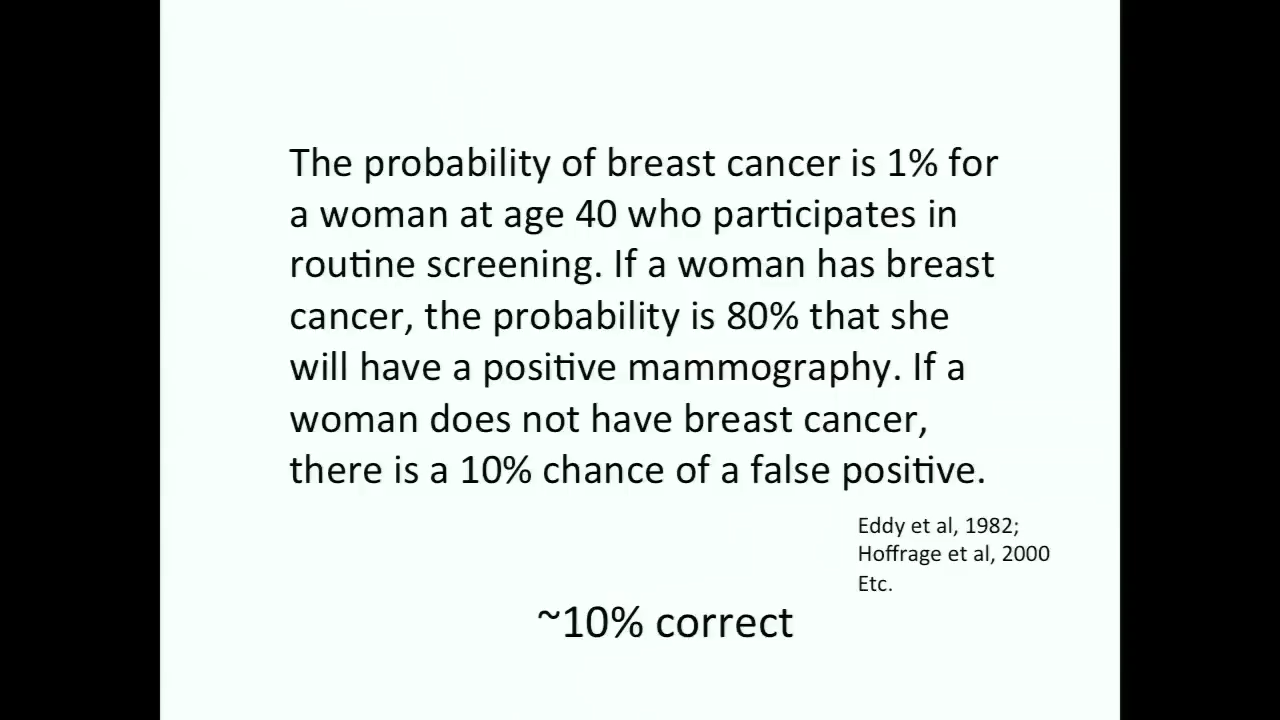 The probability of breast cancer is 1% for
a woman at age 40 who participates in
routine screening. If a woman has breast
cancer, the probability is 80% that she
will have a positive mammography. If a
woman does not have breast cancer,
there is a 10% chance of a false positive.
Eddy et al, 1982;
Hoffrage et al, 2000
Etc.
~10% correct